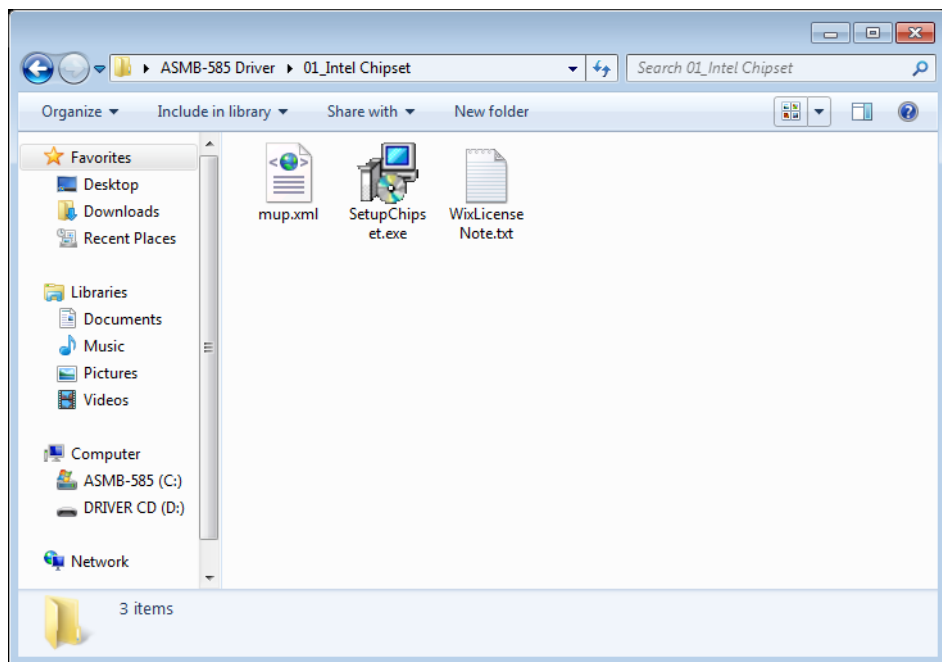 ASMB-585 Driver 01_Intel Chipset
Search 01_Intel Chipset
Organize Include in library Share with New folder
Favorites
Desktop
Downloads
Recent Places
Libraries
Documents
Music
Pictures
Videos
Computer
ASMB-585 (C:)
DRIVER CD (D:)
Network
mup.xml
SetupChips
et.exe
WixLicense
Note.txt
3 items